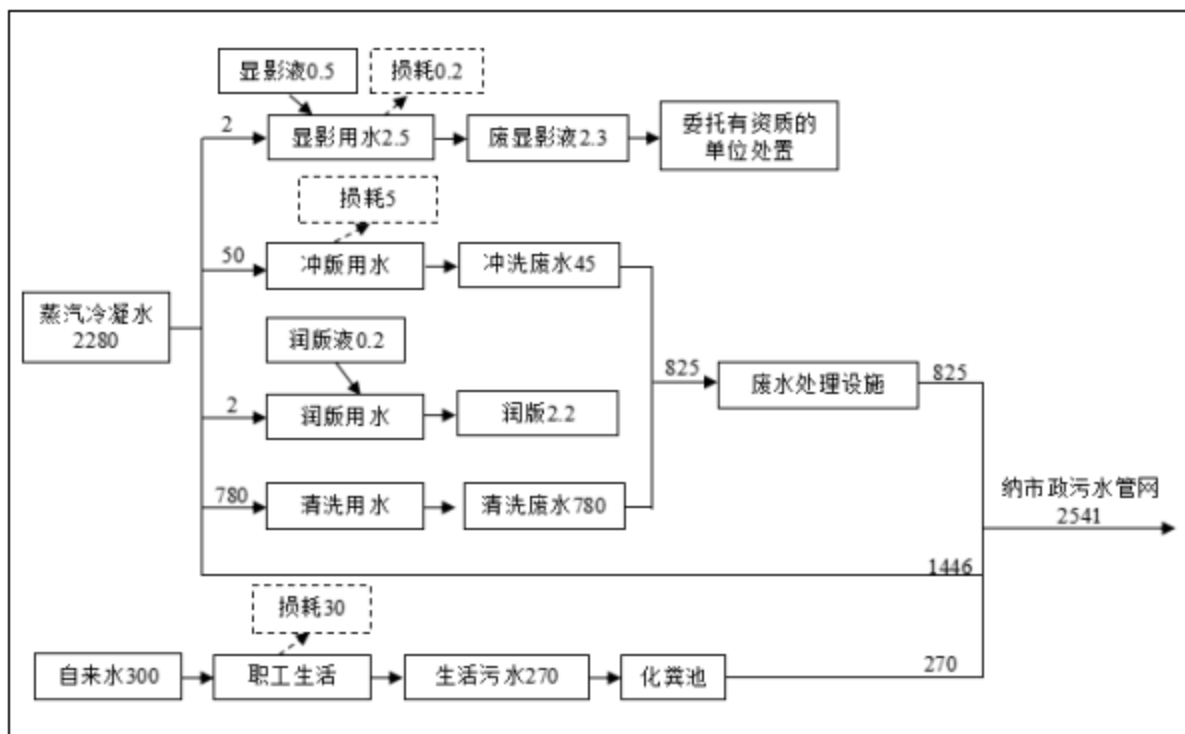 显影液0.5
损耗0.2
2
显影用水2.5
废显影液2.3
委托有资质的
单位处置
损耗5
50
冲版用水
冲洗废水45
蒸汽冷凝水
2280
润版液0.2
825
废水处理设施
825
2
润版用水
润版2.2
780
清洗用水
清洗废水780
纳市政污水管网
2541
1446
损耗30
自来水300
职工生活
生活污水270
化粪池
270